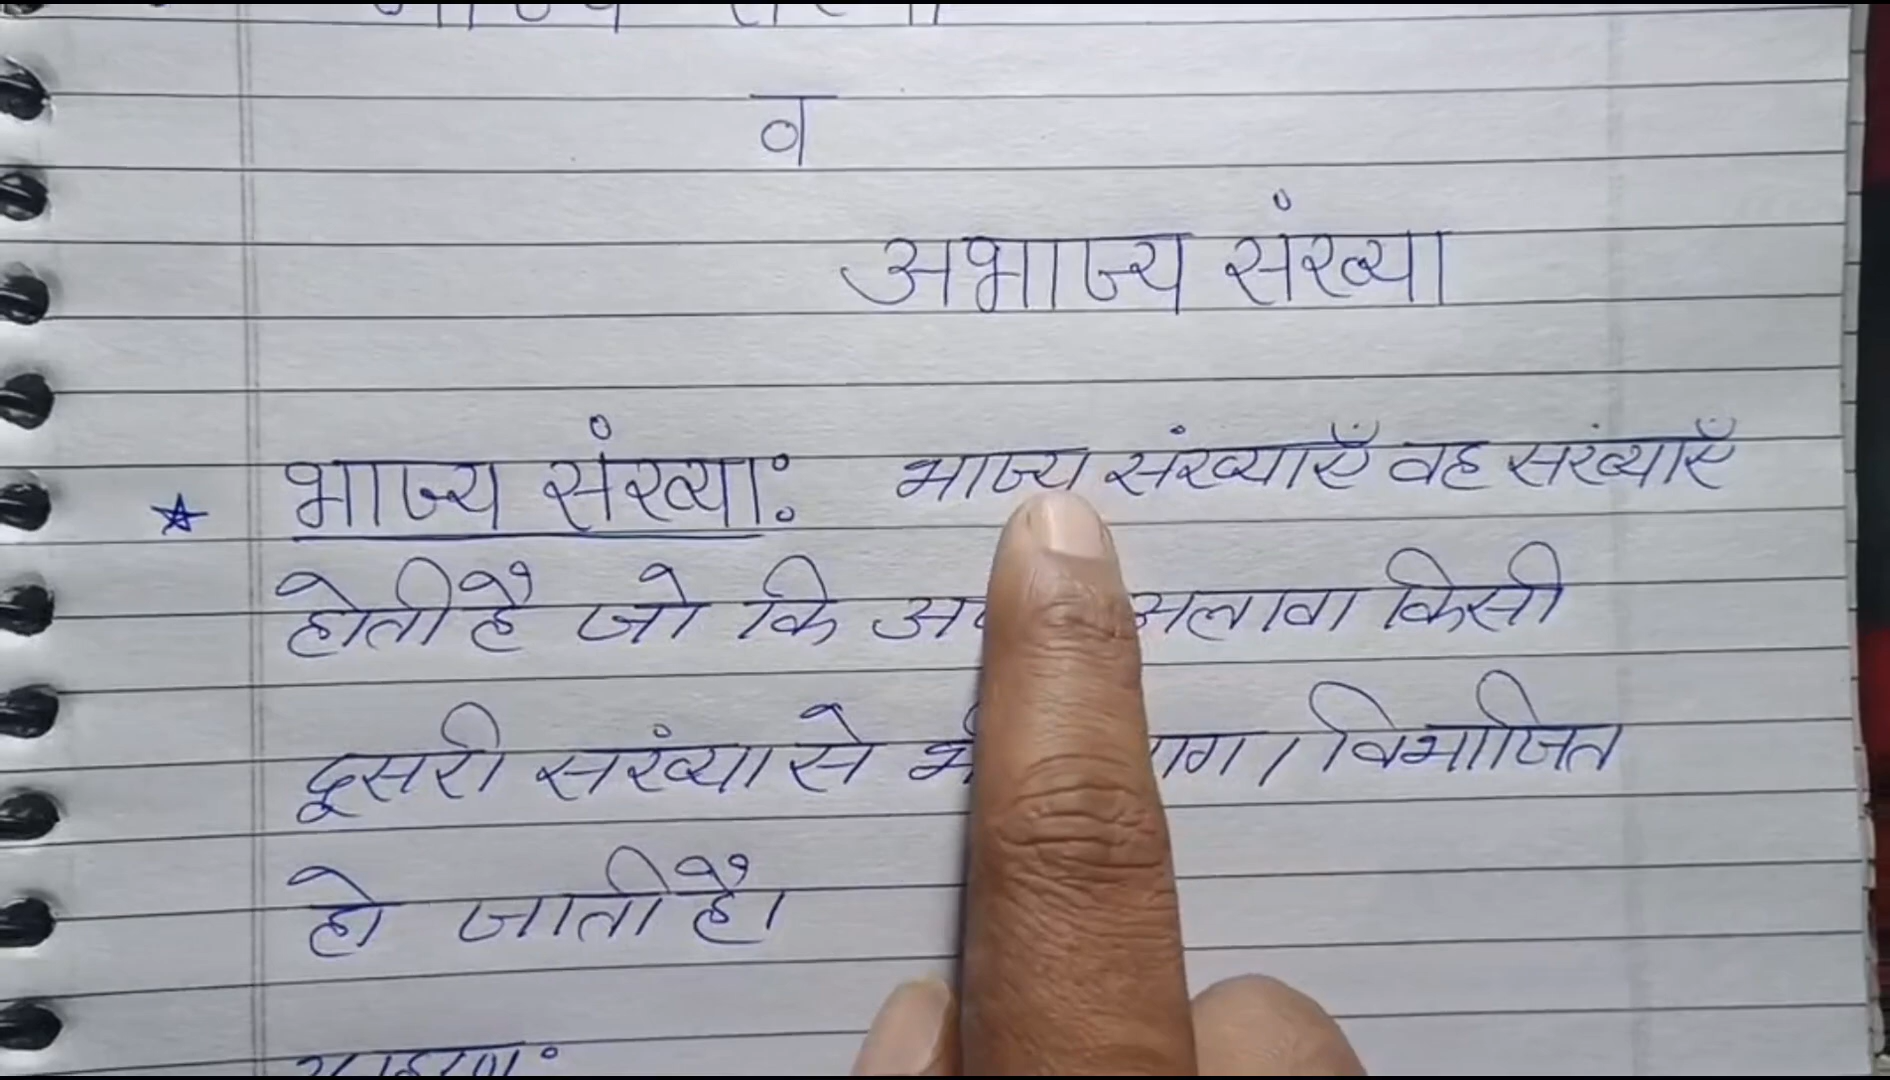 व
अभाज्य संख्या
भाज्य संख्या: भाज्य संख्याएँ वह संख्याएँ
होती है जो कि अलावा किसी
दूसरी संख्या से / विभाजित
हो जाती है।